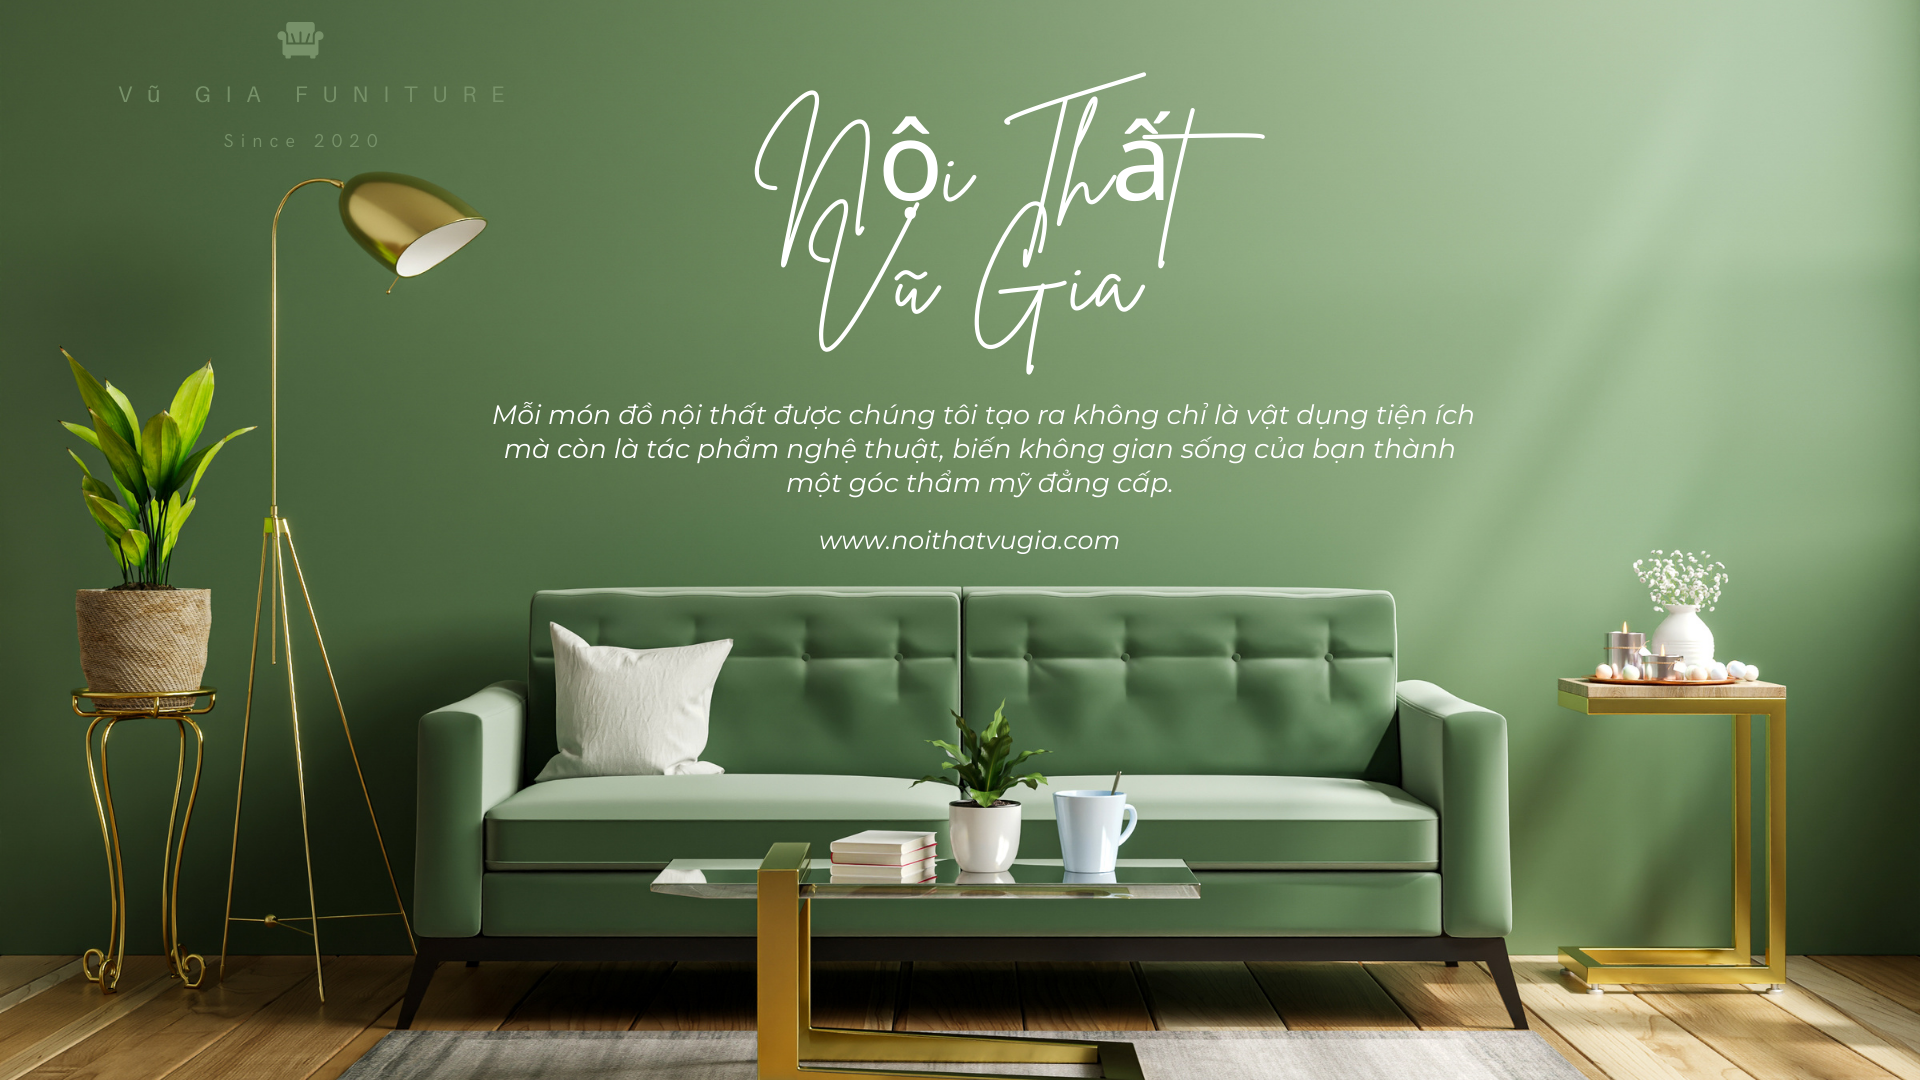 Vũ GIA FUNITURE
Since 2020
Nội Thất
Vũ Gia
Mỗi món đồ nội thất được chúng tôi tạo ra không chỉ là vật dụng tiện ích
mà còn là tác phẩm nghệ thuật, biến không gian sống của bạn thành
một góc thẩm mỹ đẳng cấp.
www.noithatvugia.com